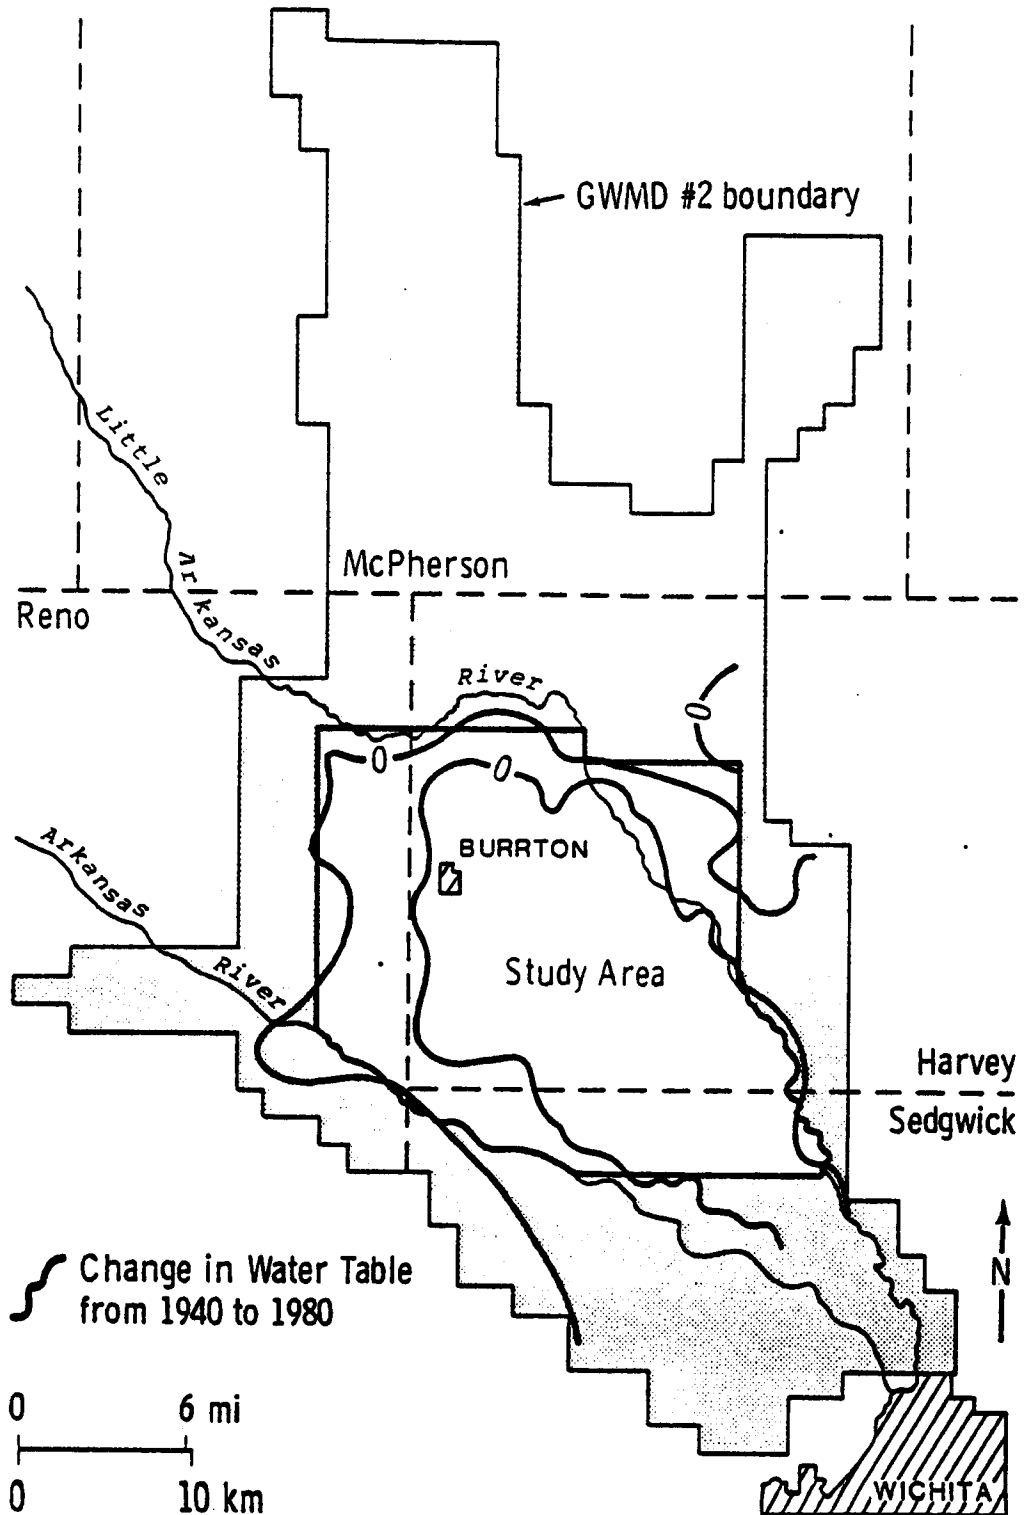 GWMD #2 boundary
Little
Arkansas
River
McPherson
Reno
0
0
0
Arkansas
River
BURRTON
Study Area
Harvey
Sedgwick
Change in Water Table
from 1940 to 1980
N
0 6 mi
0 10 km
WICHITA